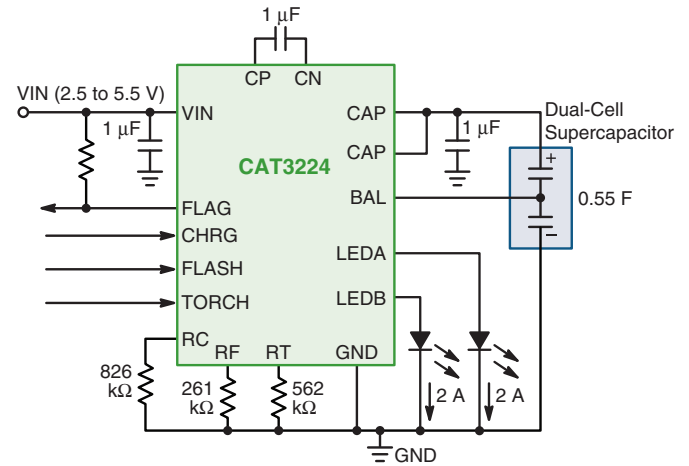 1 µF
CP
CN
VIN (2.5 to 5.5 V)
VIN
1 µF
CAP
CAP
1 µF
Dual-Cell
Supercapacitor
CAT3224
+
0.55 F
−
BAL
FLAG
CHRG
FLASH
TORCH
LEDA
LEDB
RC
RF
RT
GND
826
kΩ
261
kΩ
562
kΩ
2 A
2 A
GND